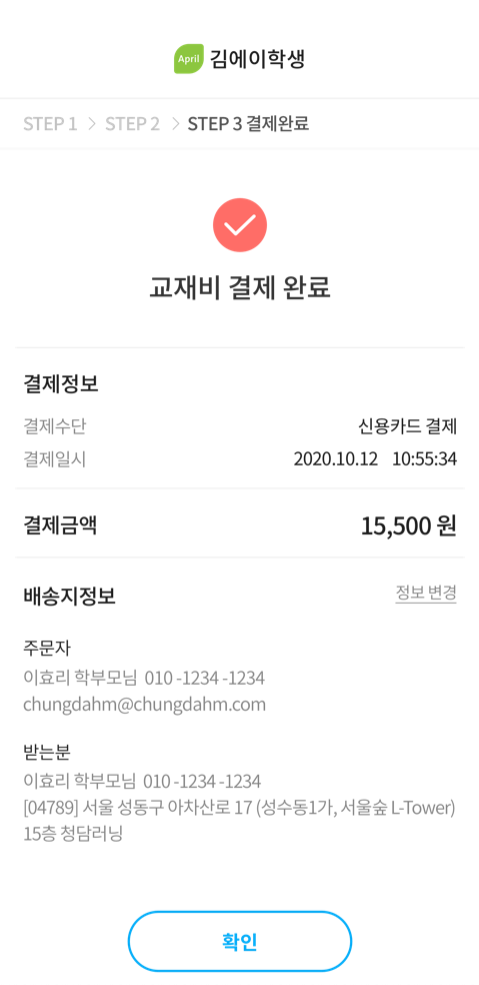 April 김에이학생
STEP 1 > STEP 2 > STEP 3 결제완료
교재비 결제 완료
결제정보
결제수단 신용카드 결제
결제일시 2020.10.12 10:55:34
결제금액 15,500 원
배송지정보 정보 변경
주문자
이효리 학부모님 010 -1234 -1234
chungdahm@chungdahm.com
받는분
이효리 학부모님 010 -1234 -1234
[04789] 서울 성동구 아차산로 17 (성수동1가, 서울숲 L-Tower)
15층 청담러닝
확인